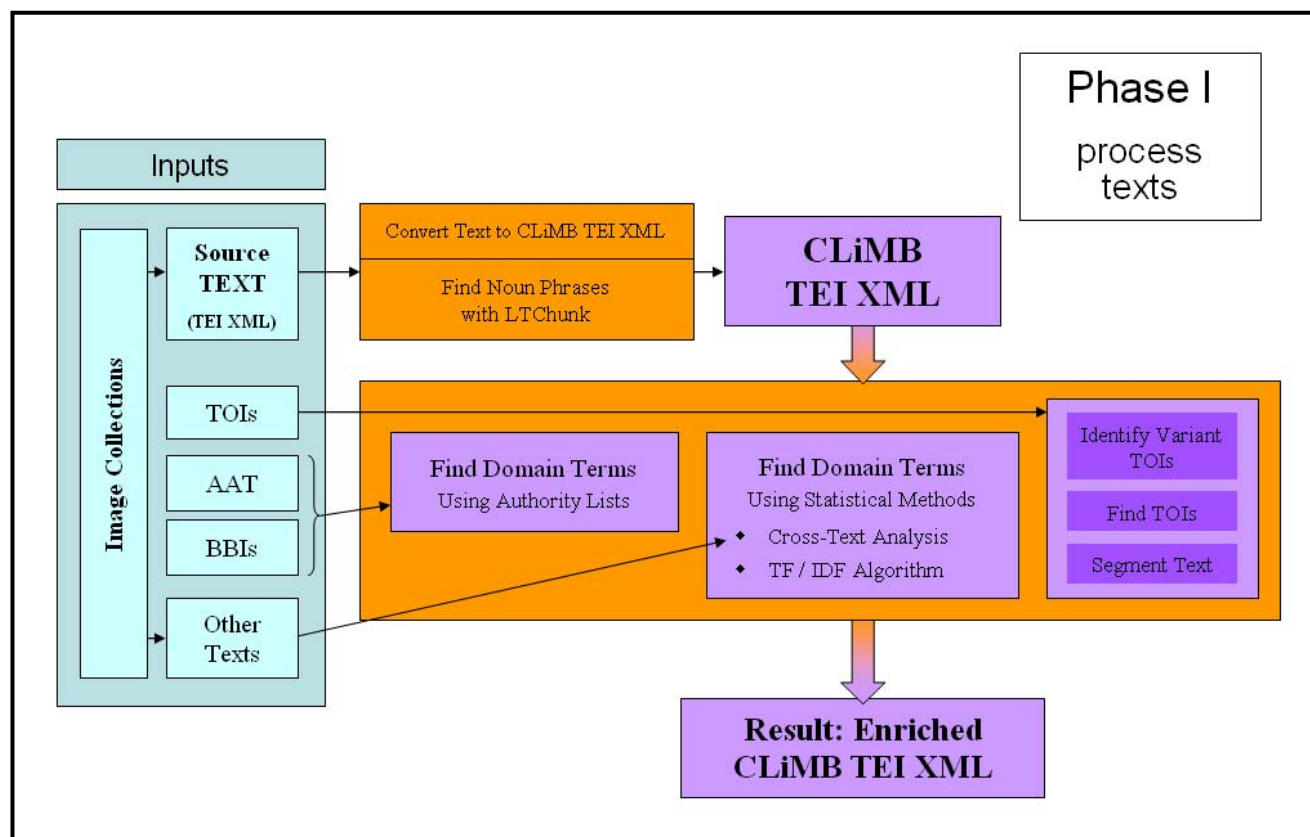 Phase I
process
texts
Inputs
Image Collections
Source
TEXT
(TEI XML)
TOIs
AAT
BBIs
Other
Texts
Convert Text to CLiMB TEI XML
Find Noun Phrases
with LTChunk
CLiMB
TEI XML
Find Domain Terms
Using Authority Lists
Find Domain Terms
Using Statistical Methods
◆ Cross-Text Analysis
◆ TF / IDF Algorithm
Identify Variant
TOIs
Find TOIs
Segment Text
Result: Enriched
CLiMB TEI XML